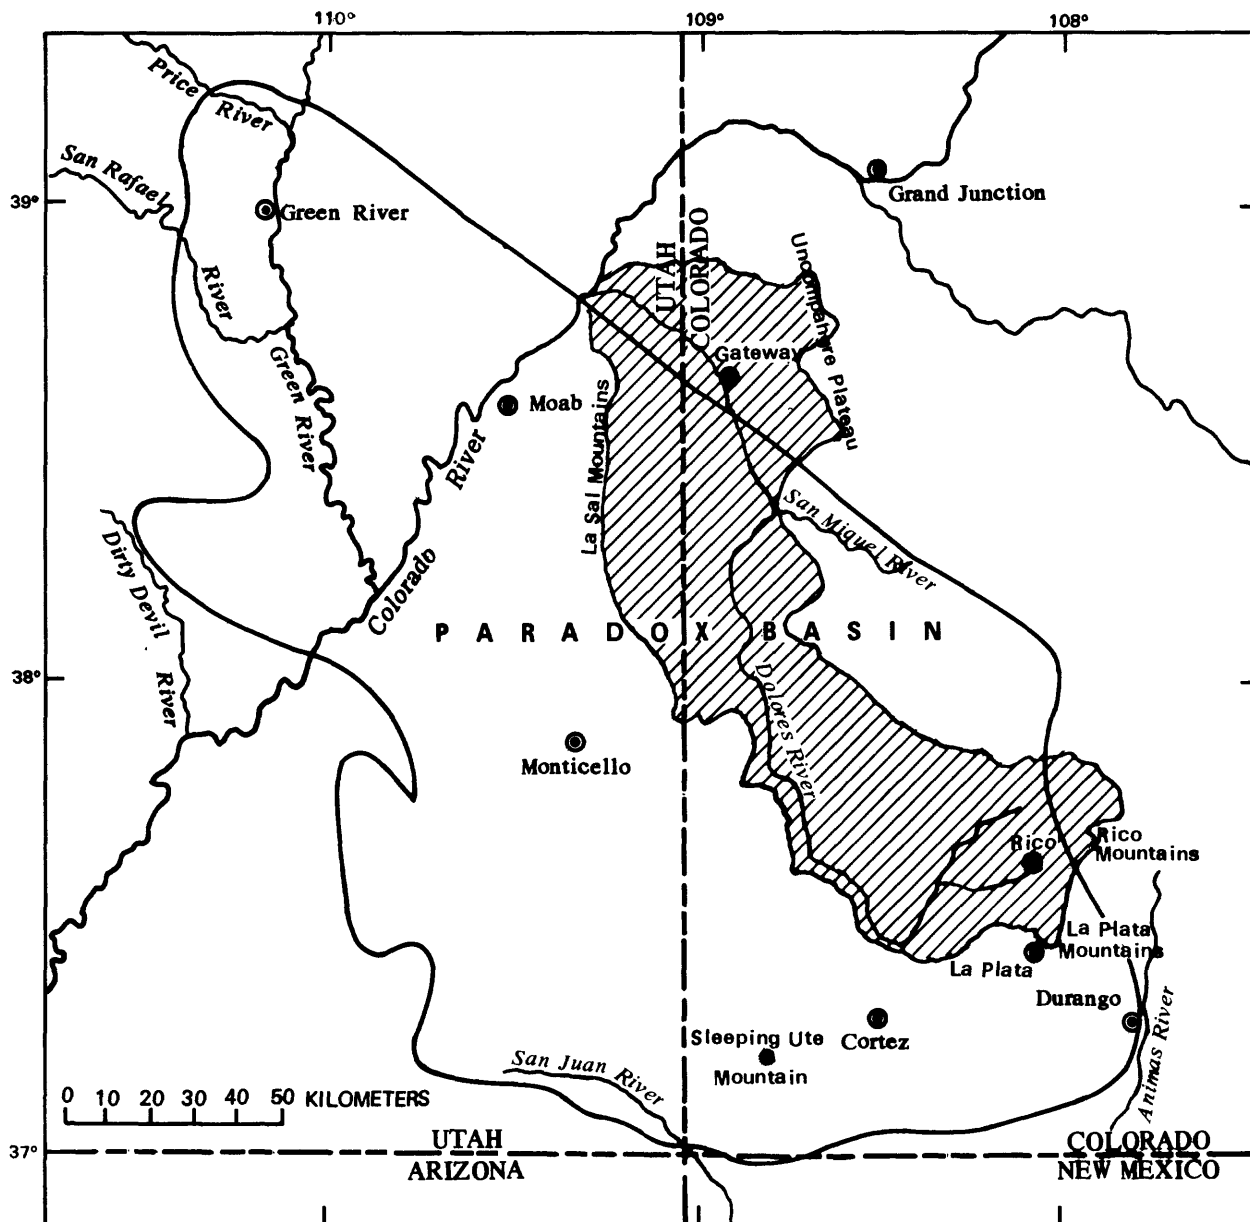 110°
109°
108°
Price
River
San Rafael
39°
Green River
Grand Junction
UTAH
COLORADO
Uncompahgre Plateau
River
Green River
Gateway
Moab
La Sal Mountains
River
San Miquel River
Dirty Devil
River
Colorado
PARADOX BASIN
38°
Dolores River
Monticello
Rico
Rico
Mountains
La Plata
Mountains
La Plata
Durango
Sleeping Ute
Mountain
Cortez
San Juan River
Animas River
0 10 20 30 40 50 KILOMETERS
37°
UTAH
ARIZONA
COLORADO
NEW MEXICO